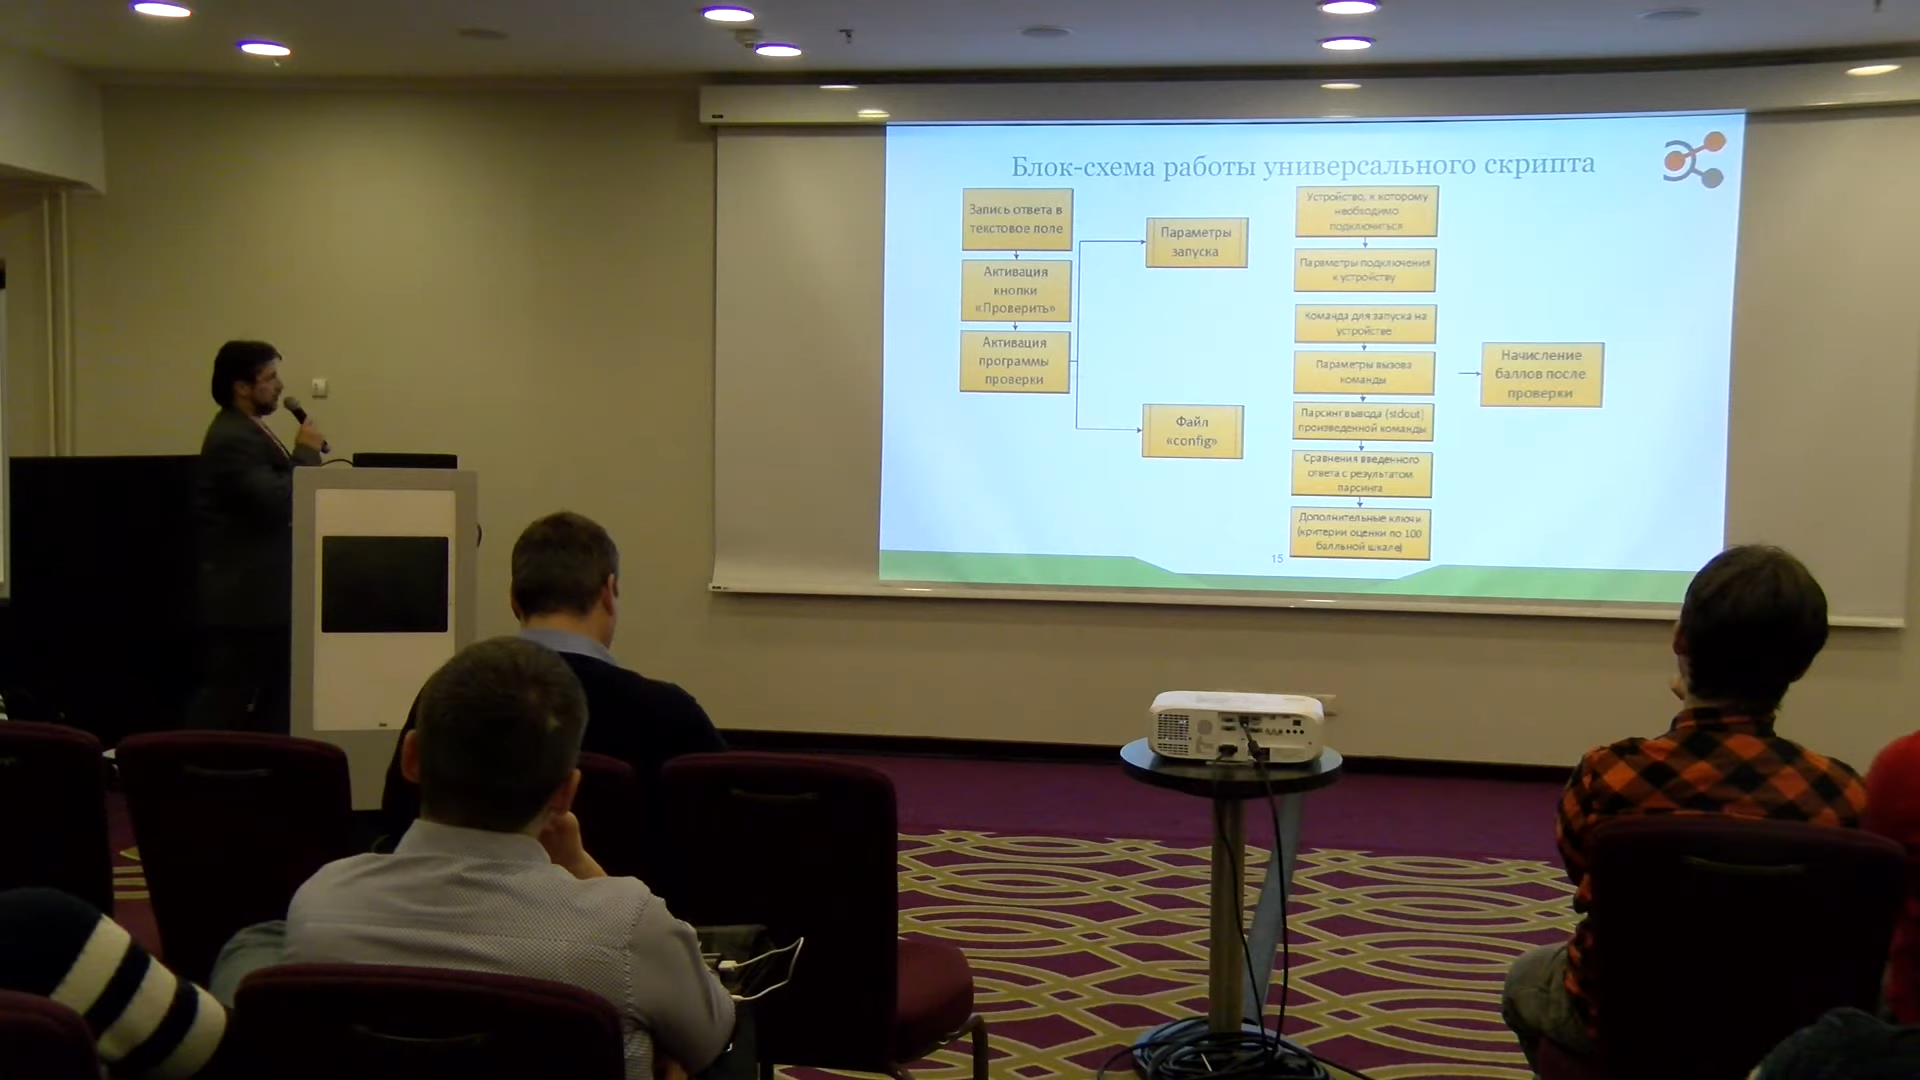 Блок-схема работы универсального скрипта
Запись ответа в
текстовое поле
Активация
кнопки
«Проверить»
Активация
программы
проверки
Параметры
запуска
Файл
«config»
Устройство, к которому
необходимо
подключиться
Параметры подключения
к устройству
Команда для запуска на
устройстве
Параметры вызова
команды
Парсинг вывода (stdout)
произведенной команды
Сравнения введенного
ответа с результатом
парсинга
Дополнительные ключи
(критерии оценки по 100
балльной шкале)
Начисление
баллов после
проверки
15